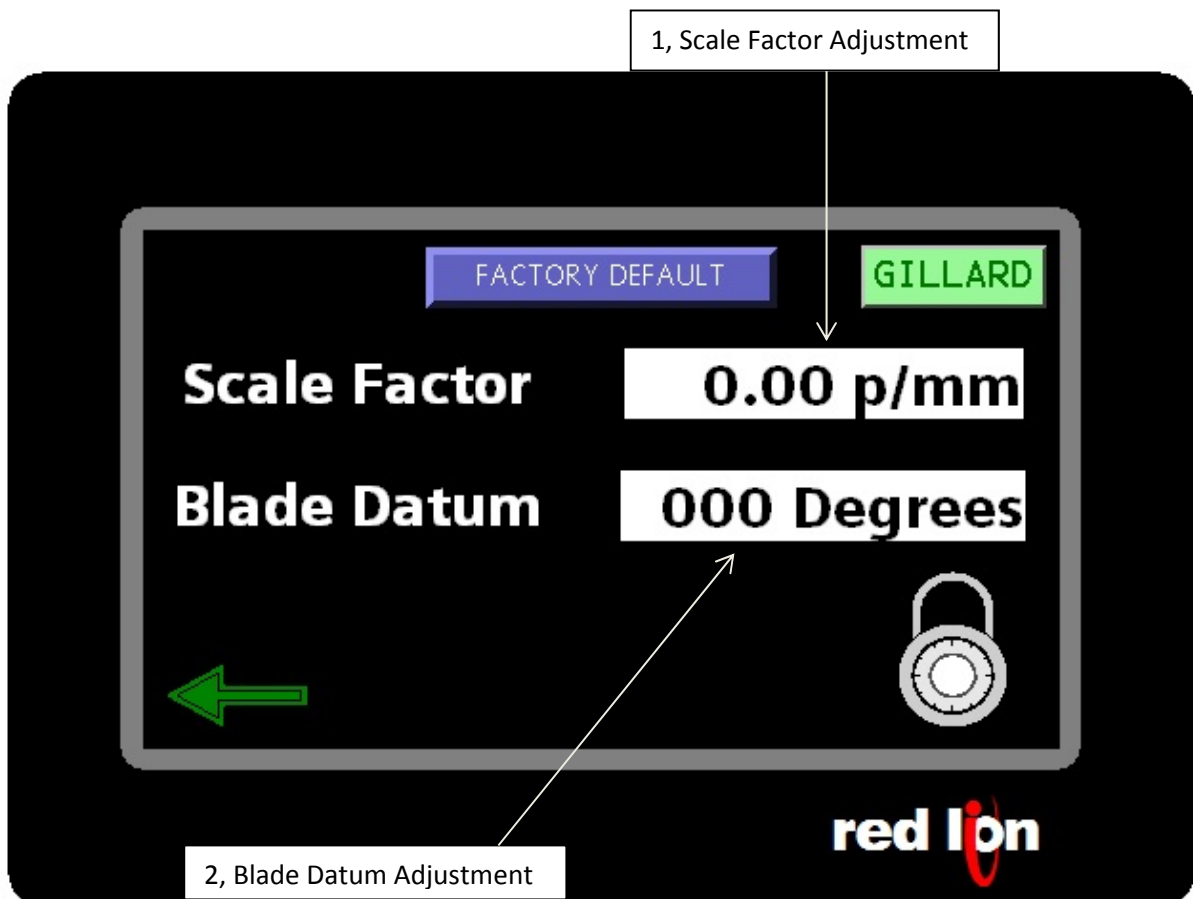 1, Scale Factor Adjustment
FACTORY DEFAULT
GILLARD
Scale Factor
0.00 p/mm
Blade Datum
000 Degrees
red lion
2, Blade Datum Adjustment